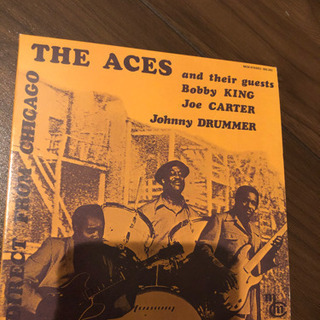 THE ACES
and their guests
Bobby KING
Joe CARTER
Johnny DRUMMER
DIRECT FROM CHICAGO